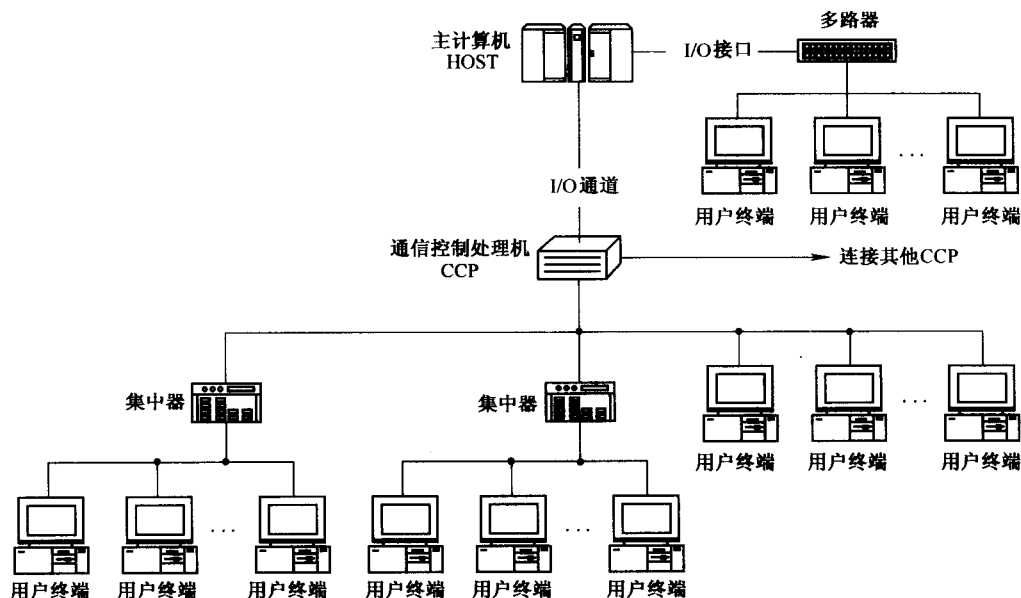 多路器
主计算机
HOST
I/O接口
用户终端 用户终端 用户终端
I/O通道
通信控制处理机
CCP
连接其他CCP
集中器
集中器
用户终端 用户终端 用户终端
用户终端 用户终端 用户终端 用户终端 用户终端 用户终端